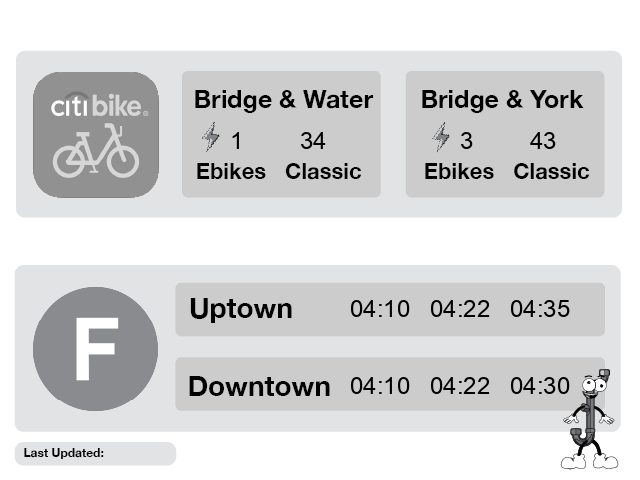 citi bike®
Bridge & Water
1 34
Ebikes Classic
Bridge & York
3 43
Ebikes Classic
F
Uptown 04:10 04:22 04:35
Downtown 04:10 04:22 04:30
Last Updated: